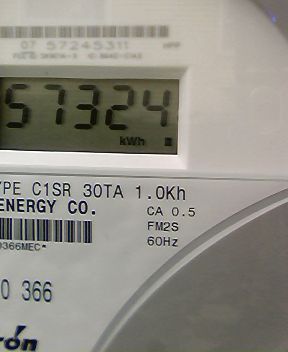 07 57245311
57324
kWh
YPE C1SR 30TA 1.0Kh
ENERGY CO.
CA 0.5
FM2S
60Hz
0366MEC*
0 366
rón